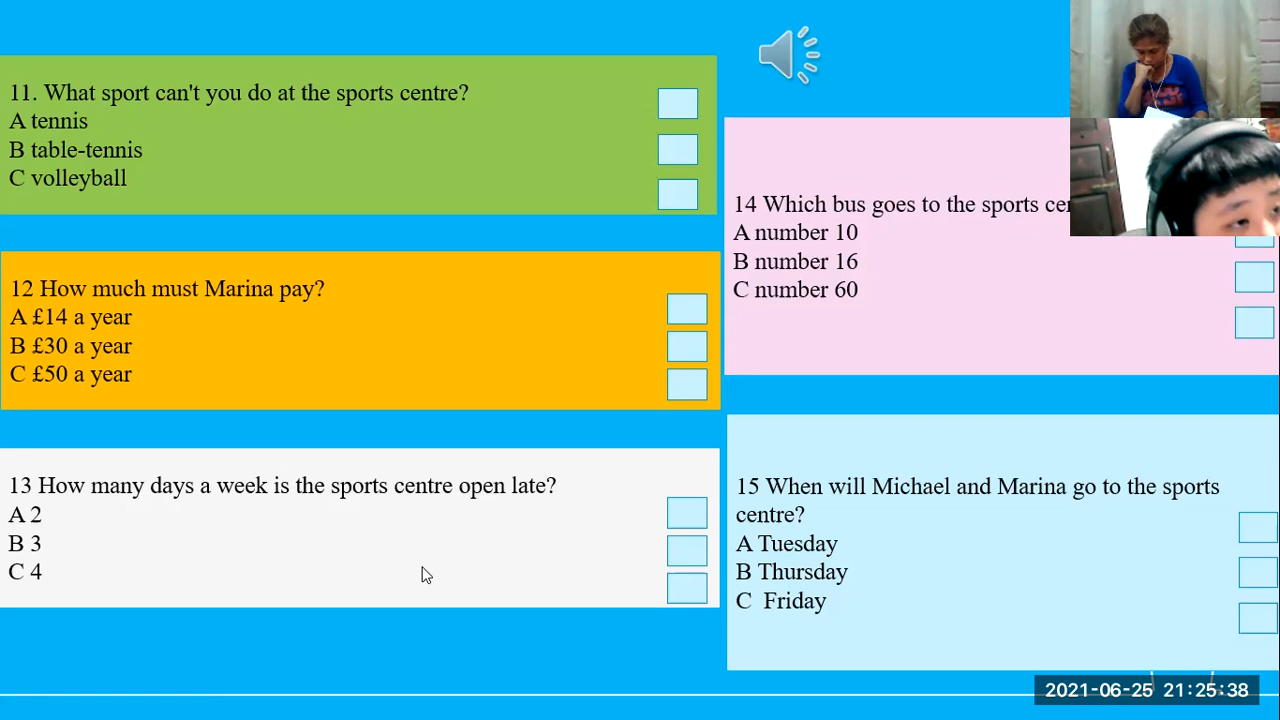 11. What sport can't you do at the sports centre?
A tennis
B table-tennis
C volleyball
12 How much must Marina pay?
A £14 a year
B £30 a year
C £50 a year
13 How many days a week is the sports centre open late?
A 2
B 3
C 4
14 Which bus goes to the sports
A number 10
B number 16
C number 60
15 When will Michael and Marina go to the sports
centre?
A Tuesday
B Thursday
C Friday
2021-06-25 21:25:38